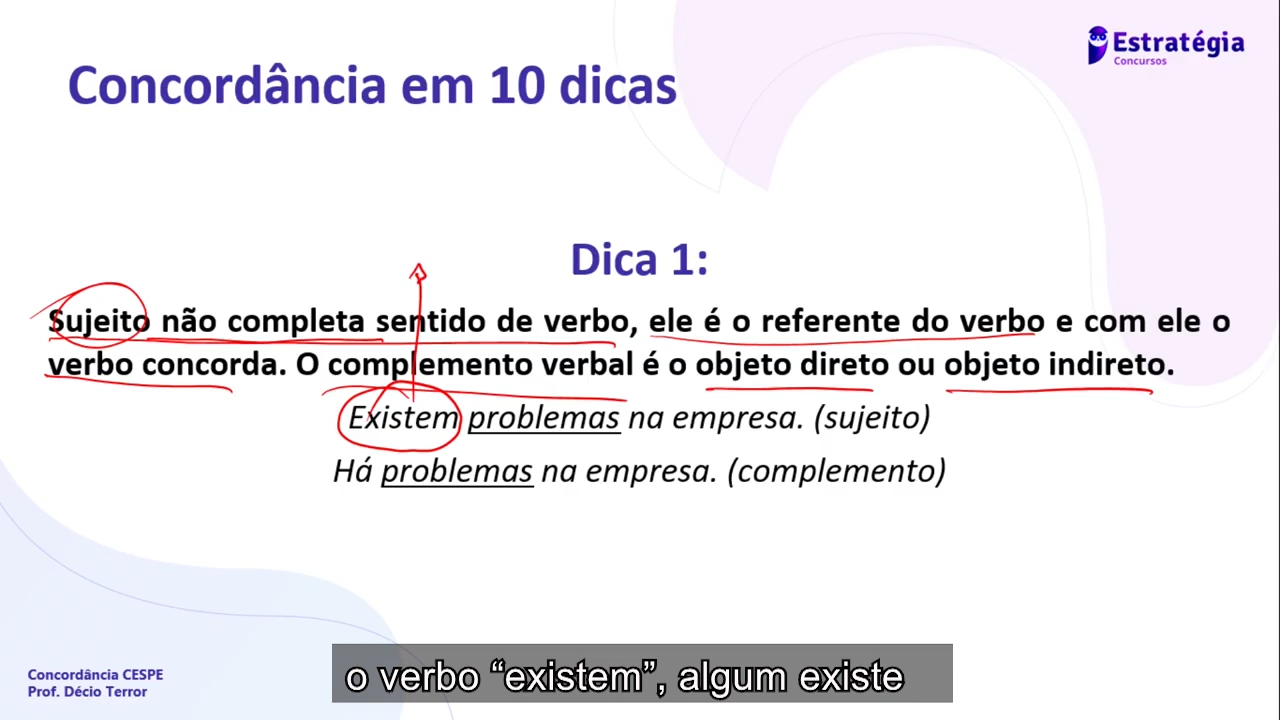 Estratégia
Concursos
Concordância em 10 dicas
Dica 1:
Sujeito não completa sentido de verbo, ele é o referente do verbo e com ele o
verbo concorda. O complemento verbal é o objeto direto ou objeto indireto.
Existem problemas na empresa. (sujeito)
Há problemas na empresa. (complemento)
Concordância CESPE
Prof. Décio Terror
o verbo “existem”, algum existe